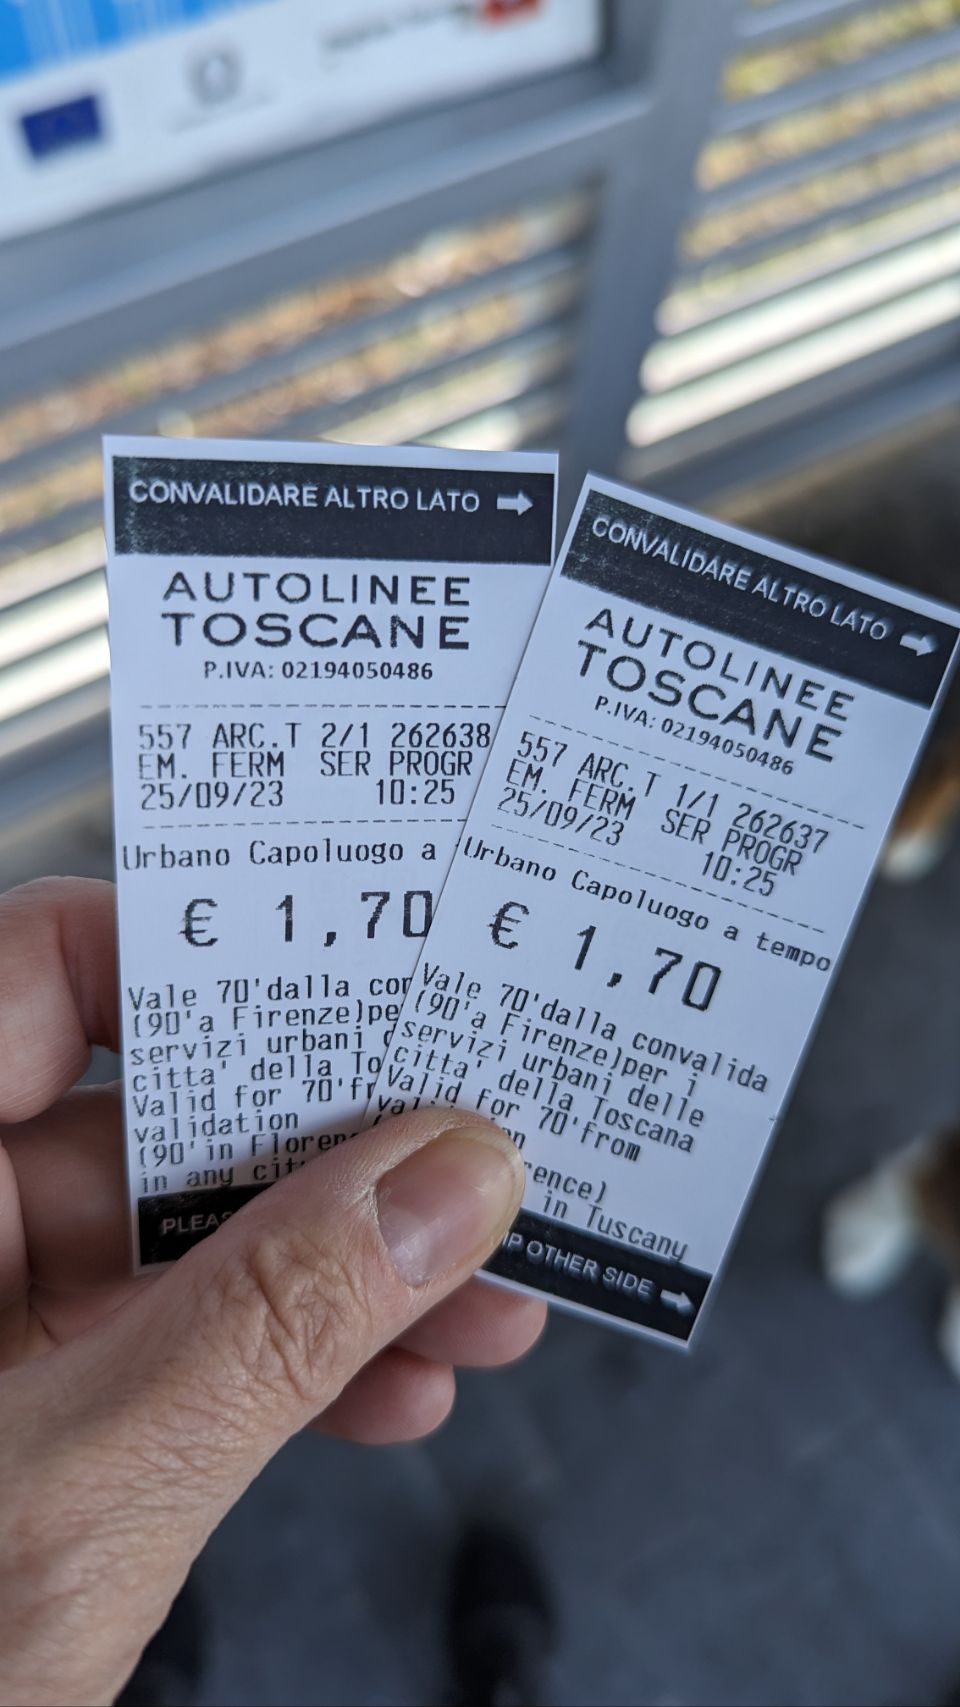 CONVALIDARE ALTRO LATO
AUTOLINEE
TOSCANE
P.IVA: 02194050486
557 ARC.T 2/1 262638
EM. FERM SER PROGR
25/09/23 10:25
Urbano Capoluogo a
€ 1,70
Vale 70'dalla
(90'a Firenze)pe
servizi urbani
citta' della To
Valid for 70'fr
validation
(90'in Floren
in any cit
PLEAS
CONVALIDARE ALTRO LATO
AUTOLINEE
TOSCANE
P.IVA: 02194050486
557 ARC.T 1/1 262637
EM. FERM SER PROGR
25/09/23 10:25
Urbano Capoluogo a tempo
€ 1,70
Vale 70'dalla convalida
(90'a Firenze)per i
servizi urbani delle
citta' della Toscana
Valid for 70'from
rence)
in Tuscany
OTHER SIDE